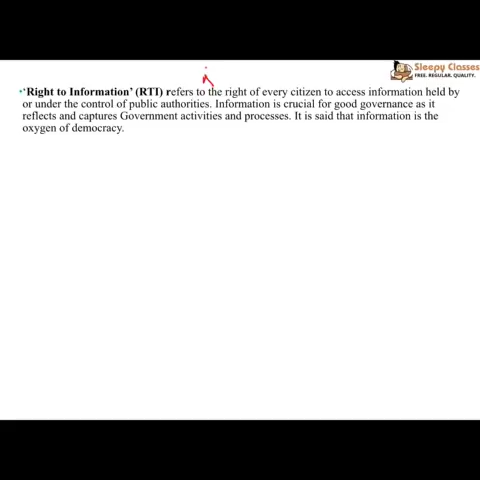 Sleepy Classes
FREE. REGULAR. QUALITY.
•‘Right to Information’ (RTI) refers to the right of every citizen to access information held by
or under the control of public authorities. Information is crucial for good governance as it
reflects and captures Government activities and processes. It is said that information is the
oxygen of democracy.